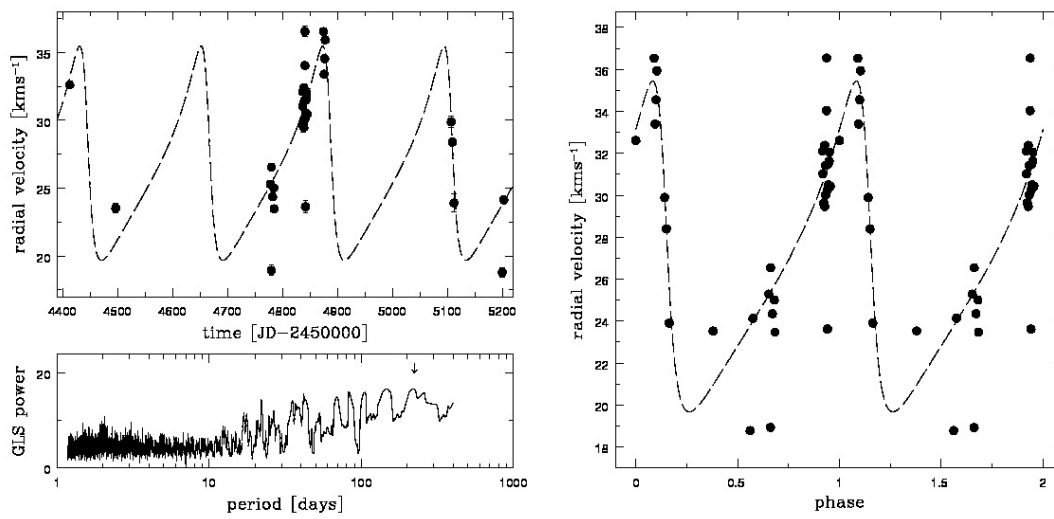 35
30
25
20
radial velocity [kms⁻¹]
4400 4500 4600 4700 4800 4900 5000 5100 5200
time [JD-2450000]
20
0
GLS power
1 10 100 1000
period [days]
38
36
34
32
30
28
26
24
22
20
18
radial velocity [kms⁻¹]
0 0.5 1 1.5 2
phase